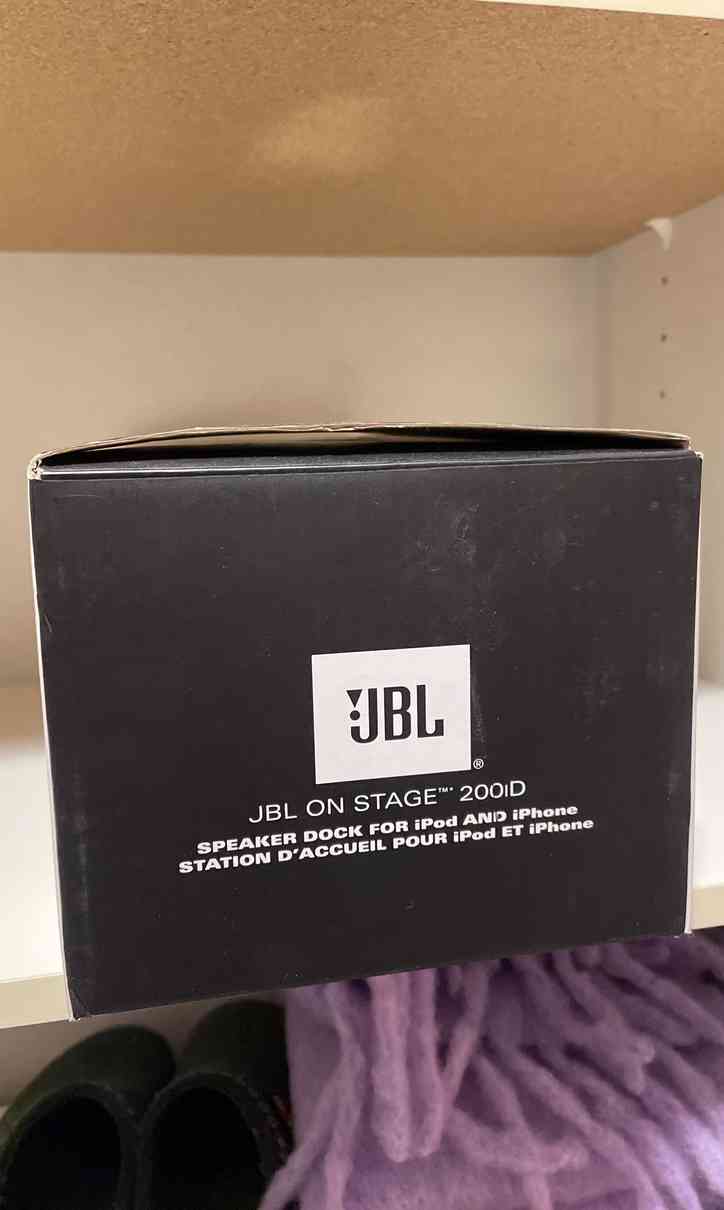 JBL
®
JBL ON STAGE™* 200iD
SPEAKER DOCK FOR iPod AND iPhone
STATION D'ACCUEIL POUR iPod ET iPhone